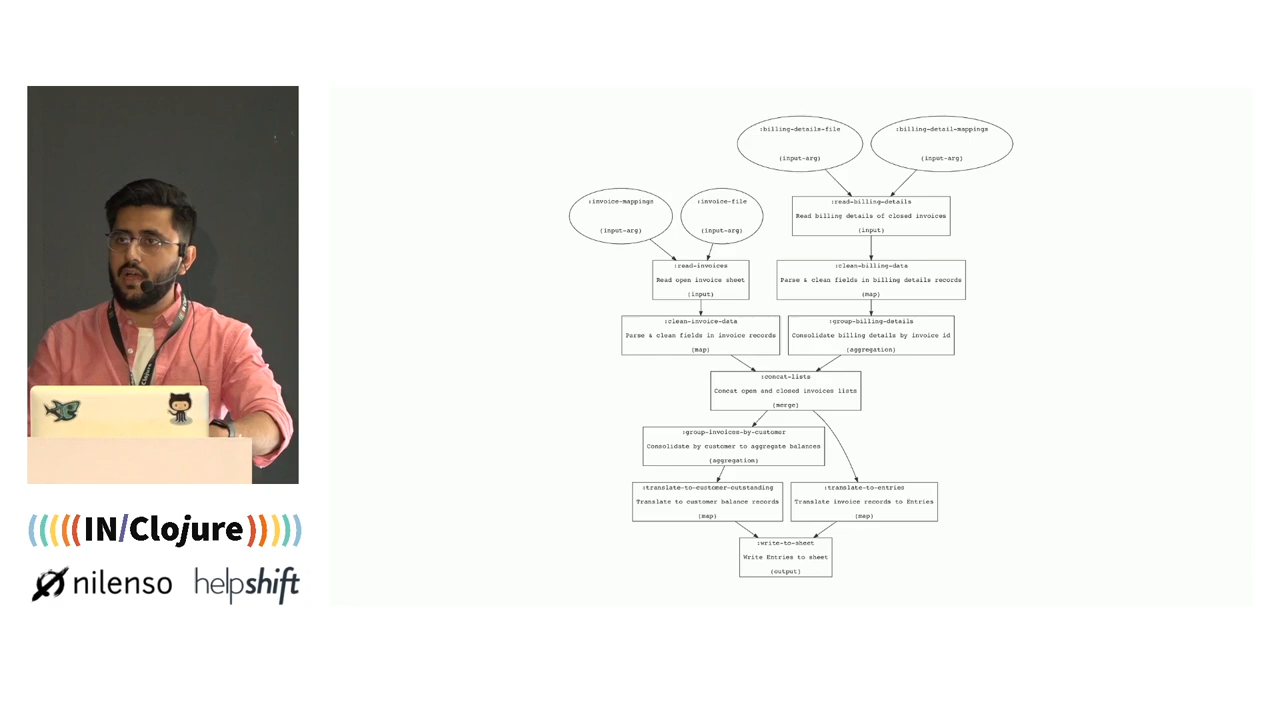 :billing-details-file
(input-arg)
:billing-detail-mappings
(input-arg)
:invoice-mappings
(input-arg)
:invoice-file
(input-arg)
:read-billing-details
Read billing details of closed invoices
(input)
:read-invoices
Read open invoice sheet
(input)
:clean-billing-data
Parse & clean fields in billing details records
(map)
:clean-invoice-data
Parse & clean fields in invoice records
(map)
:group-billing-details
Consolidate billing details by invoice id
(aggregation)
:concat-lists
Concat open and closed invoices lists
(merge)
:group-invoices-by-customer
Consolidate by customer to aggregate balances
(aggregation)
:translate-to-customer-outstanding
Translate to customer balance records
(map)
:translate-to-entries
Translate invoice records to Entries
(map)
:write-to-sheet
Write Entries to sheet
(output)
(((((IN/Clojure)))))
nilenso
helpshift